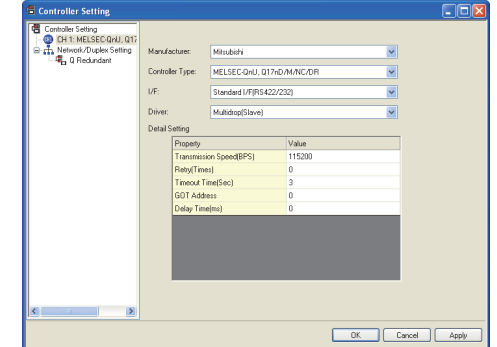 Controller Setting
Controller Setting
CH 1: MELSEC-QnU, Q17
Network/Duplex Setting
Q Redundant
Manufacturer: Mitsubishi
Controller Type: MELSEC-QnU, Q17nD/M/NC/DR
I/F: Standard I/F(RS422/232)
Driver: Multidrop(Slave)
Detail Setting
Property Value
Transmission Speed(BPS) 115200
Retry(Times) 0
Timeout Time(Sec) 3
GOT Address 0
Delay Time(ms) 0
OK Cancel Apply